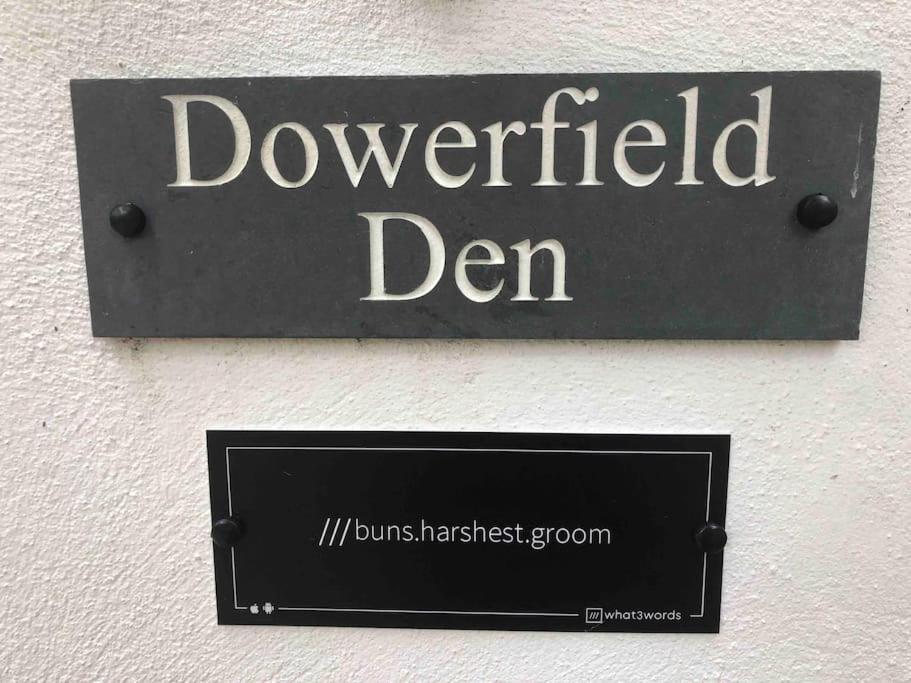 Dowerfield
Den
///buns.harshest.groom
what3words